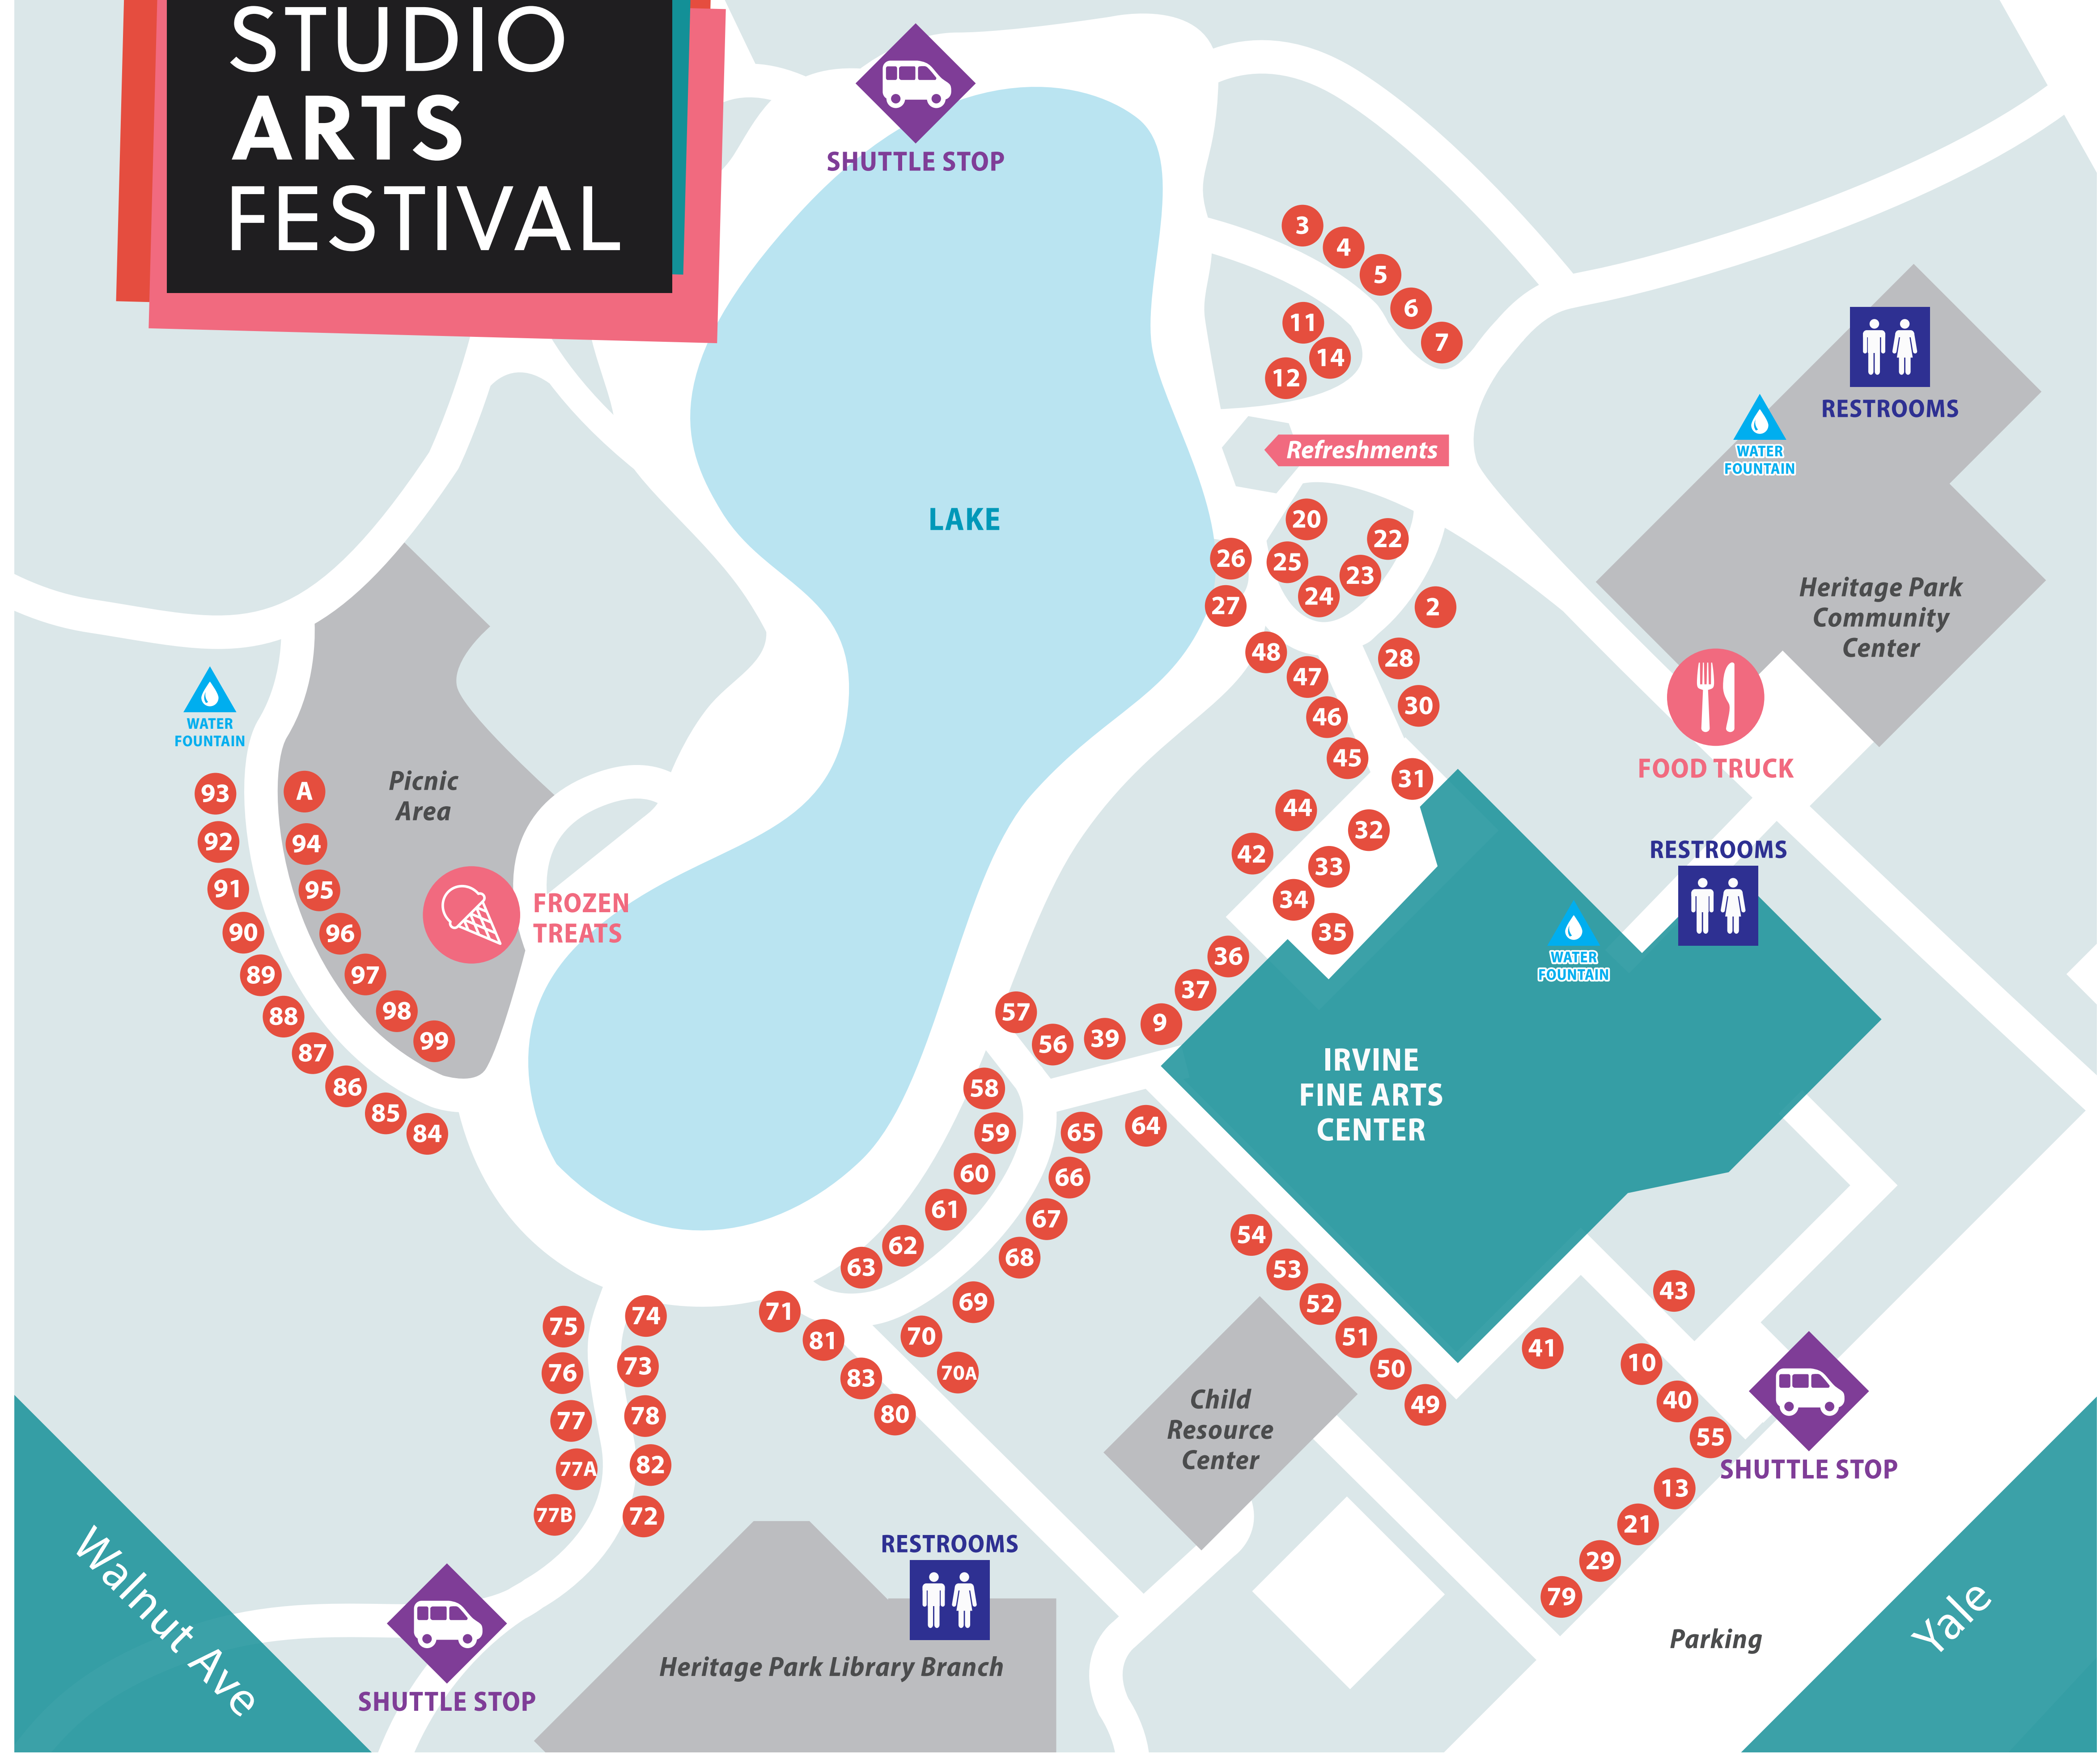 STUDIO
ARTS
FESTIVAL
SHUTTLE STOP
3
4
5
6
7
11
14
12
Refreshments
RESTROOMS
WATER
FOUNTAIN
Heritage Park
Community
Center
LAKE
20
22
26
25
23
24
27
2
48
28
47
30
46
45
31
FOOD TRUCK
WATER
FOUNTAIN
Picnic
Area
93
A
92
94
91
95
90
96
89
97
88
98
87
99
86
85
84
FROZEN
TREATS
44
32
42
33
34
35
36
37
9
39
56
57
RESTROOMS
WATER
FOUNTAIN
IRVINE
FINE ARTS
CENTER
58
59
60
61
62
63
64
65
66
67
68
69
70
70A
71
81
83
80
75
74
76
73
77
78
77A
82
77B
72
54
53
52
51
50
49
Child
Resource
Center
43
41
10
40
55
13
21
29
79
SHUTTLE STOP
Parking
Yale
RESTROOMS
Heritage Park Library Branch
SHUTTLE STOP
Walnut Ave